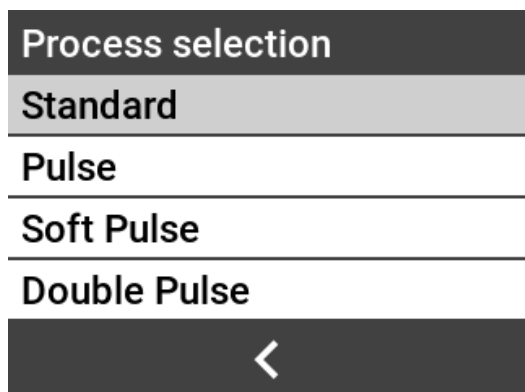 Process selection
Standard
Pulse
Soft Pulse
Double Pulse